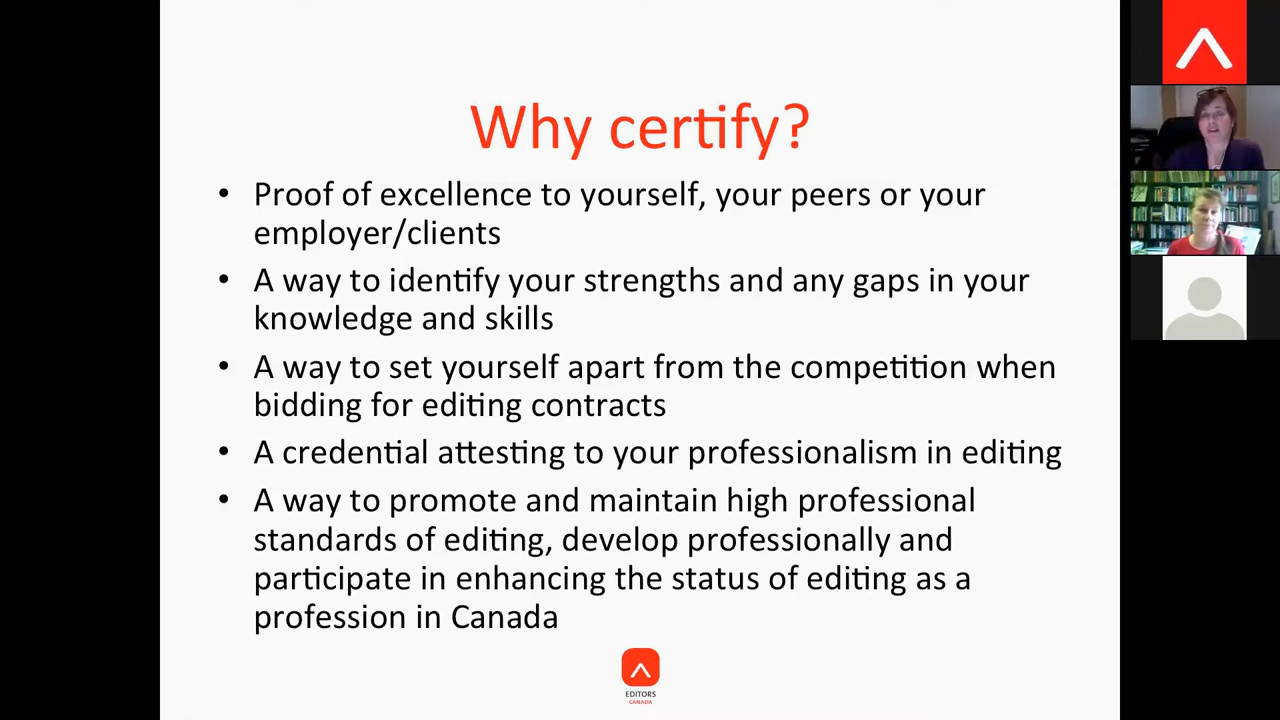 Why certify?
• Proof of excellence to yourself, your peers or your
employer/clients
• A way to identify your strengths and any gaps in your
knowledge and skills
• A way to set yourself apart from the competition when
bidding for editing contracts
• A credential attesting to your professionalism in editing
• A way to promote and maintain high professional
standards of editing, develop professionally and
participate in enhancing the status of editing as a
profession in Canada
EDITORS
CANADA